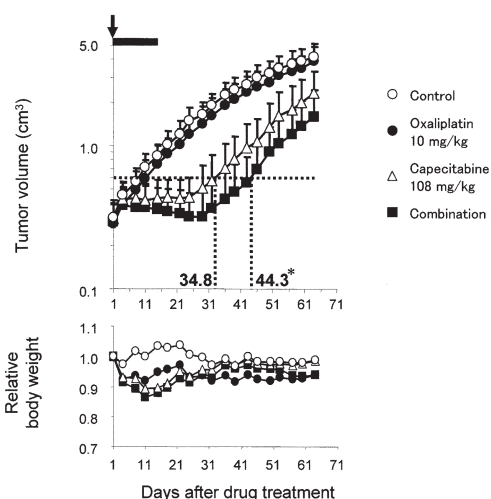 5.0
1.0
0.1
Tumor volume (cm³)
34.8
44.3*
1 11 21 31 41 51 61 71
Control
Oxaliplatin
10 mg/kg
Capecitabine
108 mg/kg
Combination
1.1
1.0
0.9
0.8
0.7
Relative
body weight
1 11 21 31 41 51 61 71
Days after drug treatment